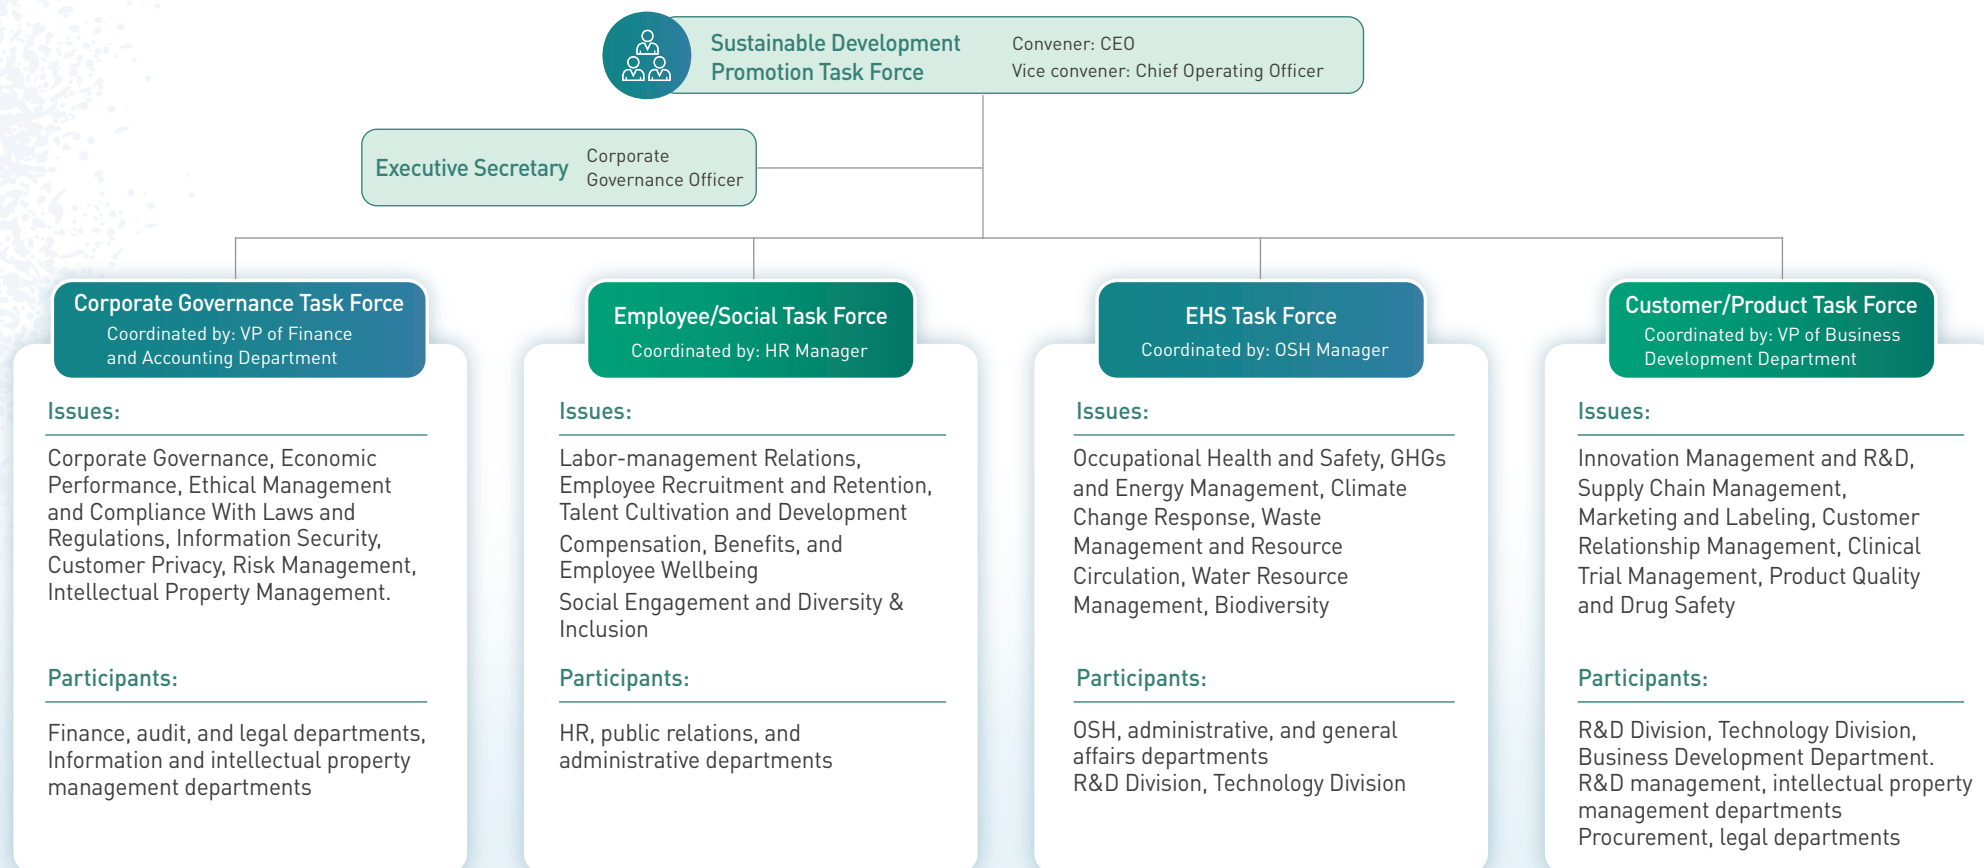 Sustainable Development
Promotion Task Force
Convener: CEO
Vice convener: Chief Operating Officer
Executive Secretary
Corporate
Governance Officer
Corporate Governance Task Force
Coordinated by: VP of Finance
and Accounting Department
Issues:
Corporate Governance, Economic
Performance, Ethical Management
and Compliance With Laws and
Regulations, Information Security,
Customer Privacy, Risk Management,
Intellectual Property Management.
Participants:
Finance, audit, and legal departments,
Information and intellectual property
management departments
Employee/Social Task Force
Coordinated by: HR Manager
Issues:
Labor-management Relations,
Employee Recruitment and Retention,
Talent Cultivation and Development
Compensation, Benefits, and
Employee Wellbeing
Social Engagement and Diversity &
Inclusion
Participants:
HR, public relations, and
administrative departments
EHS Task Force
Coordinated by: OSH Manager
Issues:
Occupational Health and Safety, GHGs
and Energy Management, Climate
Change Response, Waste
Management and Resource
Circulation, Water Resource
Management, Biodiversity
Participants:
OSH, administrative, and general
affairs departments
R&D Division, Technology Division
Customer/Product Task Force
Coordinated by: VP of Business
Development Department
Issues:
Innovation Management and R&D,
Supply Chain Management,
Marketing and Labeling, Customer
Relationship Management, Clinical
Trial Management, Product Quality
and Drug Safety
Participants:
R&D Division, Technology Division,
Business Development Department.
R&D management, intellectual property
management departments
Procurement, legal departments